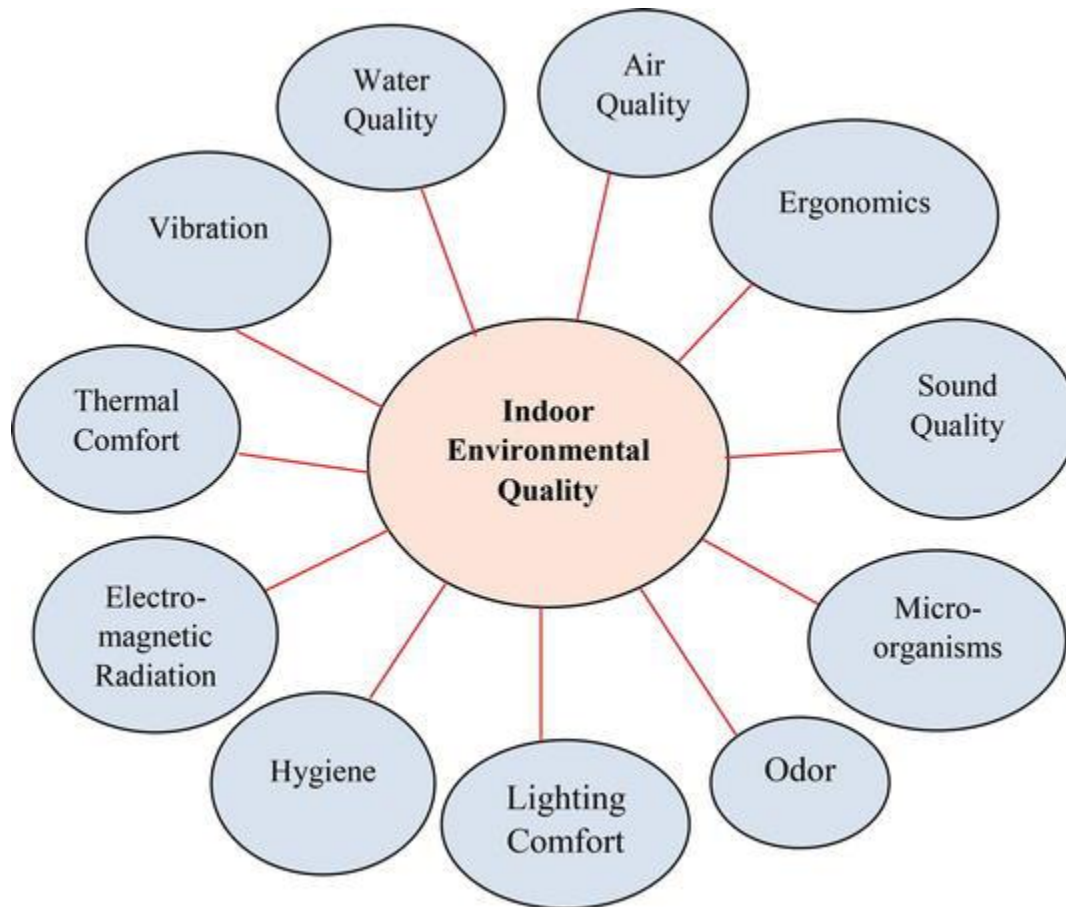 Water
Quality
Air
Quality
Ergonomics
Vibration
Sound
Quality
Thermal
Comfort
Indoor
Environmental
Quality
Electro-
magnetic
Radiation
Micro-
organisms
Hygiene
Lighting
Comfort
Odor